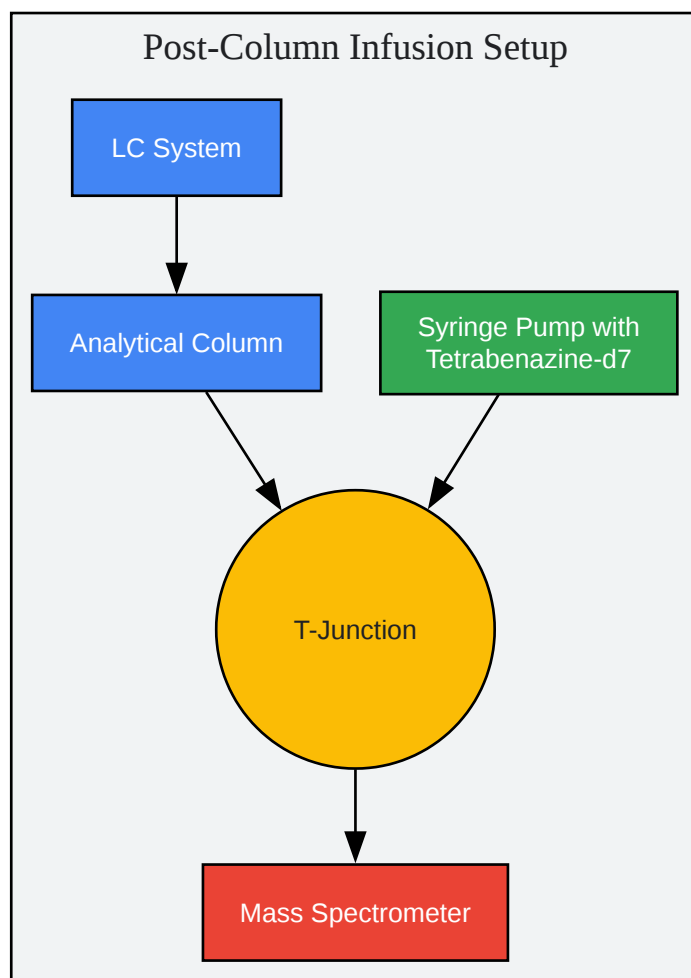 Post-Column Infusion Setup
LC System
Analytical Column
Syringe Pump with
Tetrabenazine-d7
T-Junction
Mass Spectrometer